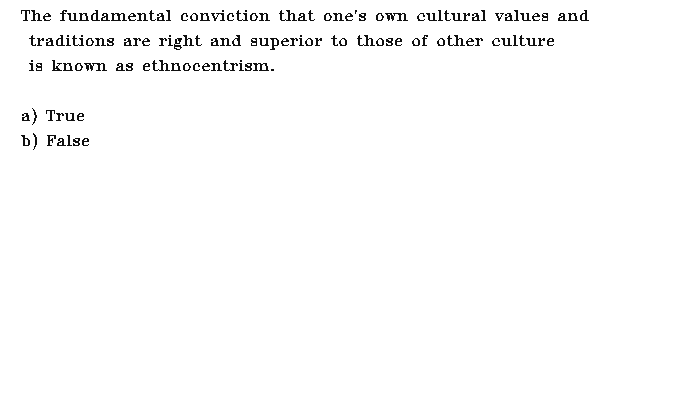 The fundamental conviction that one's own cultural values and
traditions are right and superior to those of other culture
is known as ethnocentrism.
a) True
b) False